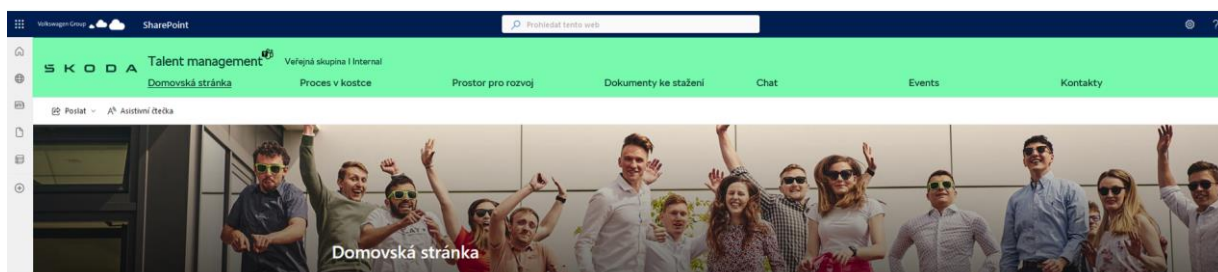 Volkswagen Group
SharePoint
Prohledat tento web
?
SKODA
Talent management
Veřejná skupina | Internal
Domovská stránka
Proces v kostce
Prostor pro rozvoj
Dokumenty ke stažení
Chat
Events
Kontakty
Poslat
Asistivní čtečka
Domovská stránka